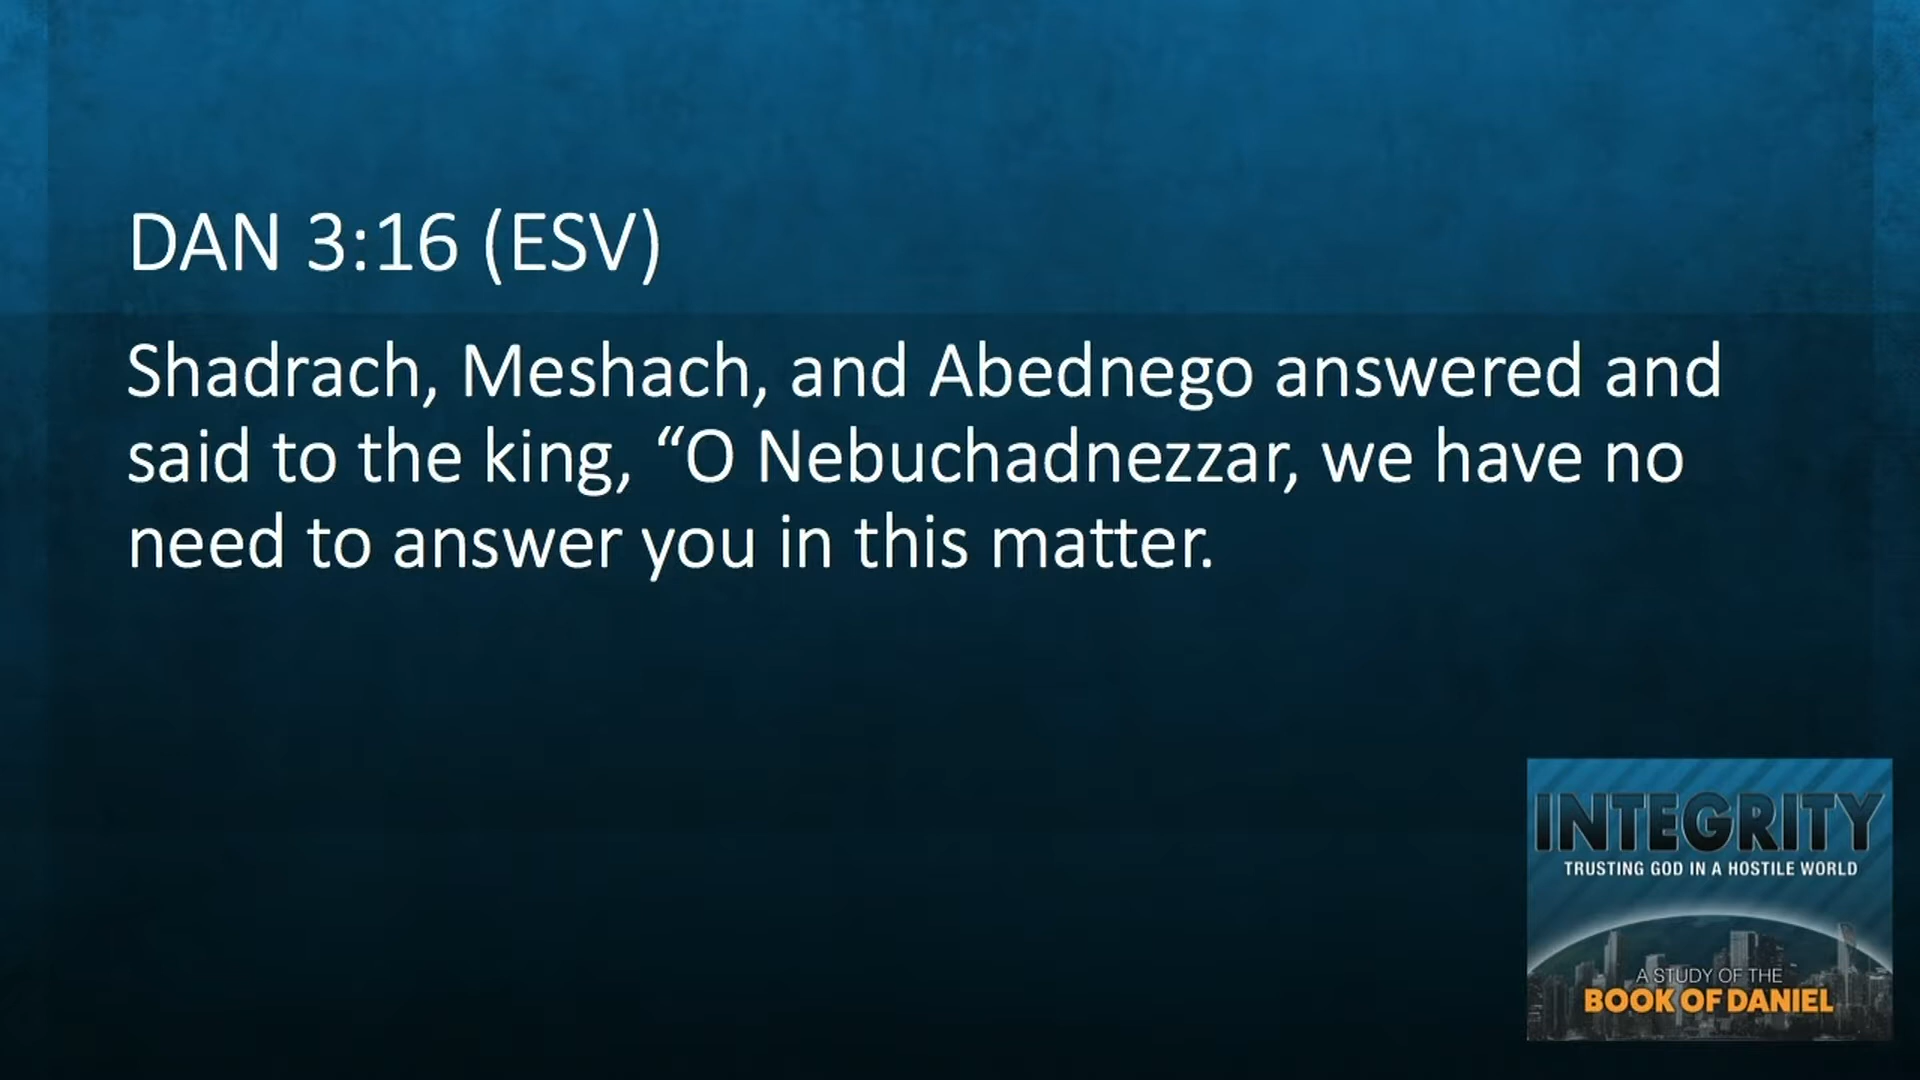 DAN 3:16 (ESV)
Shadrach, Meshach, and Abednego answered and
said to the king, “O Nebuchadnezzar, we have no
need to answer you in this matter.
INTEGRITY
TRUSTING GOD IN A HOSTILE WORLD
A STUDY OF THE
BOOK OF DANIEL